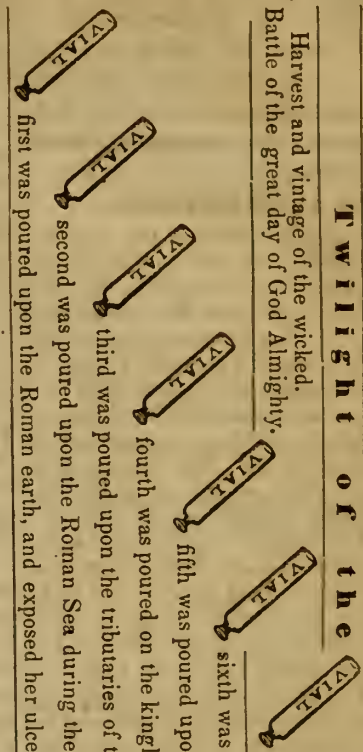 Twilight of the
Harvest and vintage of the wicked.
Battle of the great day of God Almighty.
VIAL
sixth was
VIAL
fifth was poured
VIAL
fourth was poured on the
VIAL
third was poured upon the tributaries of
VIAL
second was poured upon the Roman Sea during the
VIAL
first was poured upon the Roman earth, and exposed her
VIAL